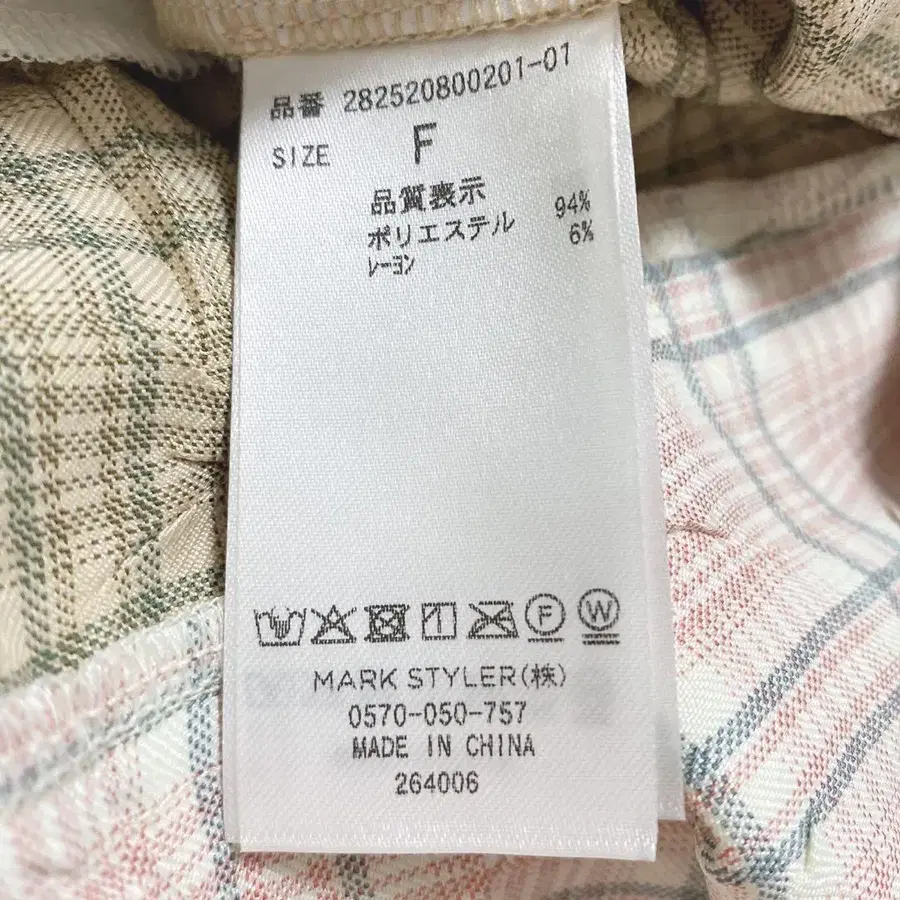 品番 282520800201-01
SIZE F
品質表示
ポリエステル 94%
レーヨン 6%
F W
MARK STYLER(株)
0570-050-757
MADE IN CHINA
264006